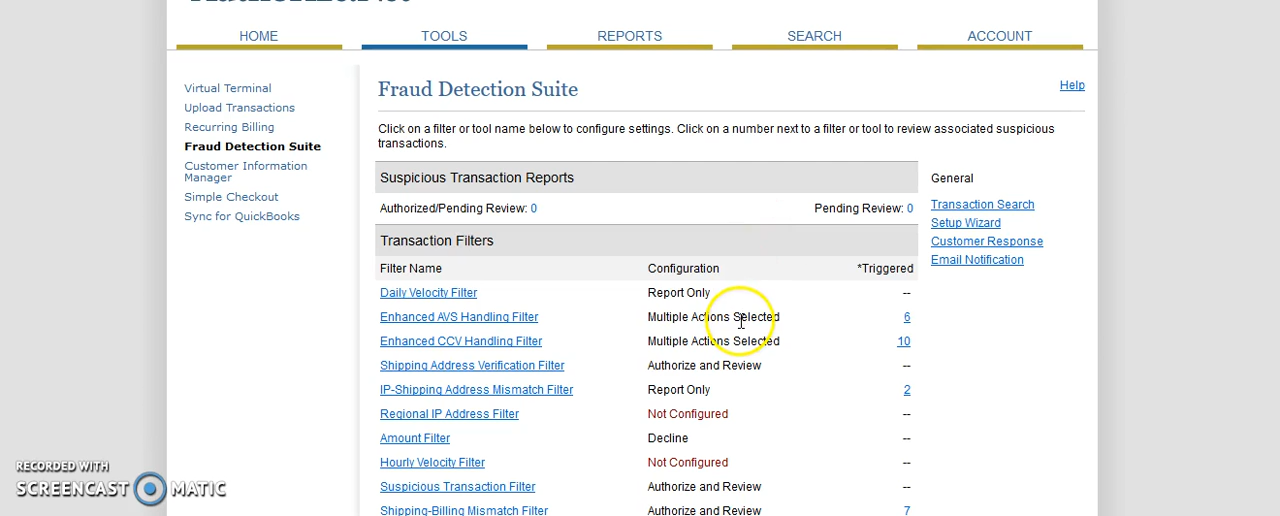 HOME TOOLS REPORTS SEARCH ACCOUNT
Virtual Terminal
Upload Transactions
Recurring Billing
Fraud Detection Suite
Customer Information
Manager
Simple Checkout
Sync for QuickBooks
Fraud Detection Suite
Help
Click on a filter or tool name below to configure settings. Click on a number next to a filter or tool to review associated suspicious
transactions.
Suspicious Transaction Reports
Authorized/Pending Review: 0 Pending Review: 0
Transaction Filters
Filter Name Configuration *Triggered
Daily Velocity Filter Report Only --
Enhanced AVS Handling Filter Multiple Actions Selected 6
Enhanced CCV Handling Filter Multiple Actions Selected 10
Shipping Address Verification Filter Authorize and Review --
IP-Shipping Address Mismatch Filter Report Only 2
Regional IP Address Filter Not Configured --
Amount Filter Decline --
Hourly Velocity Filter Not Configured --
Suspicious Transaction Filter Authorize and Review --
Shipping-Billing Mismatch Filter Authorize and Review 7
General
Transaction Search
Setup Wizard
Customer Response
Email Notification
RECORDED WITH
SCREENCAST MATIC